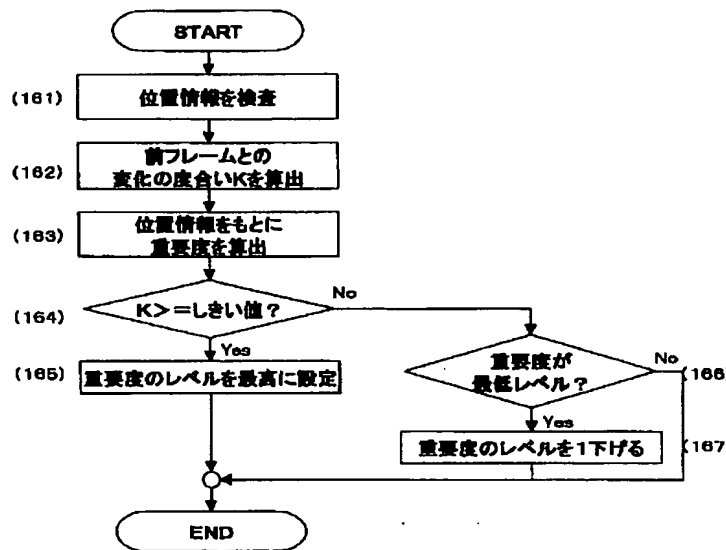 START
(161)
位置情報を検査
(162)
前フレームとの
変化の度合いKを算出
(163)
位置情報をもとに
重要度を算出
(164)
K>=しきい値?
No
Yes
(165)
重要度のレベルを最高に設定
重要度が
最低レベル?
No
(166
Yes
重要度のレベルを1下げる
(167
END